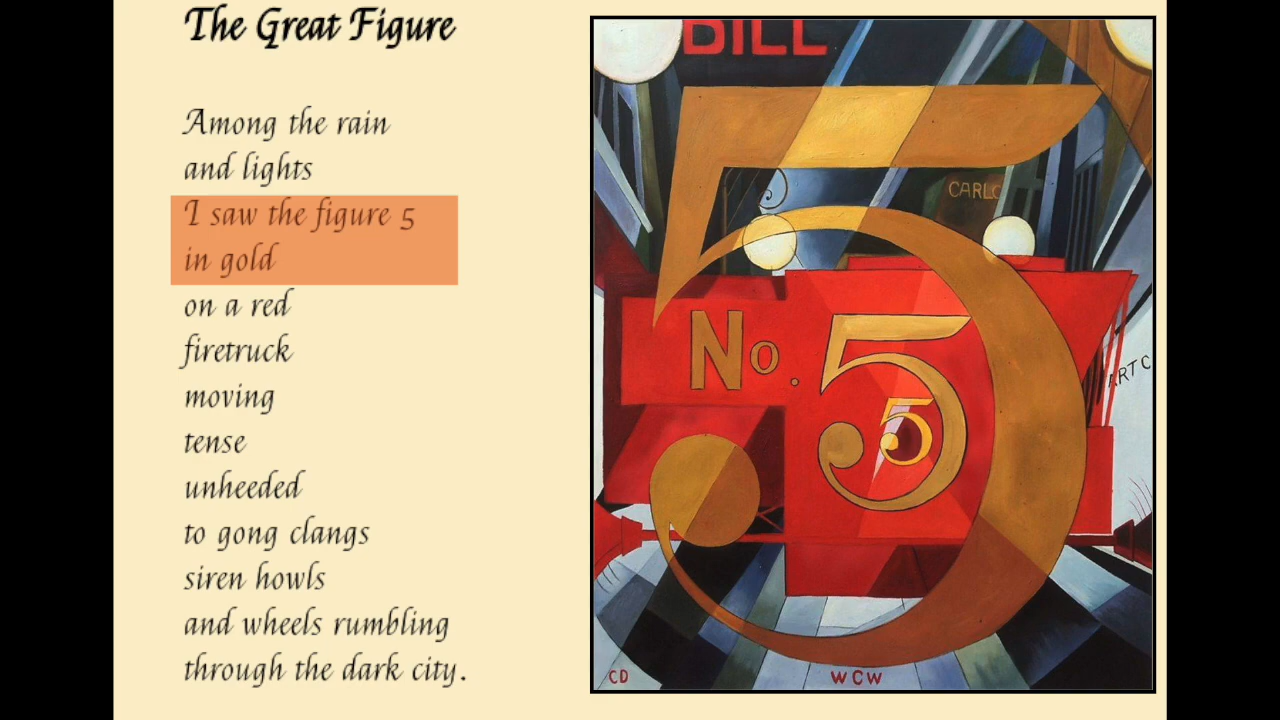 The Great Figure
Among the rain
and lights
I saw the figure 5
in gold
on a red
firetruck
moving
tense
unheeded
to gong clangs
siren howls
and wheels rumbling
through the dark city.
BILL
5
CARLO
No. 5
5
ART C
CD
WCW